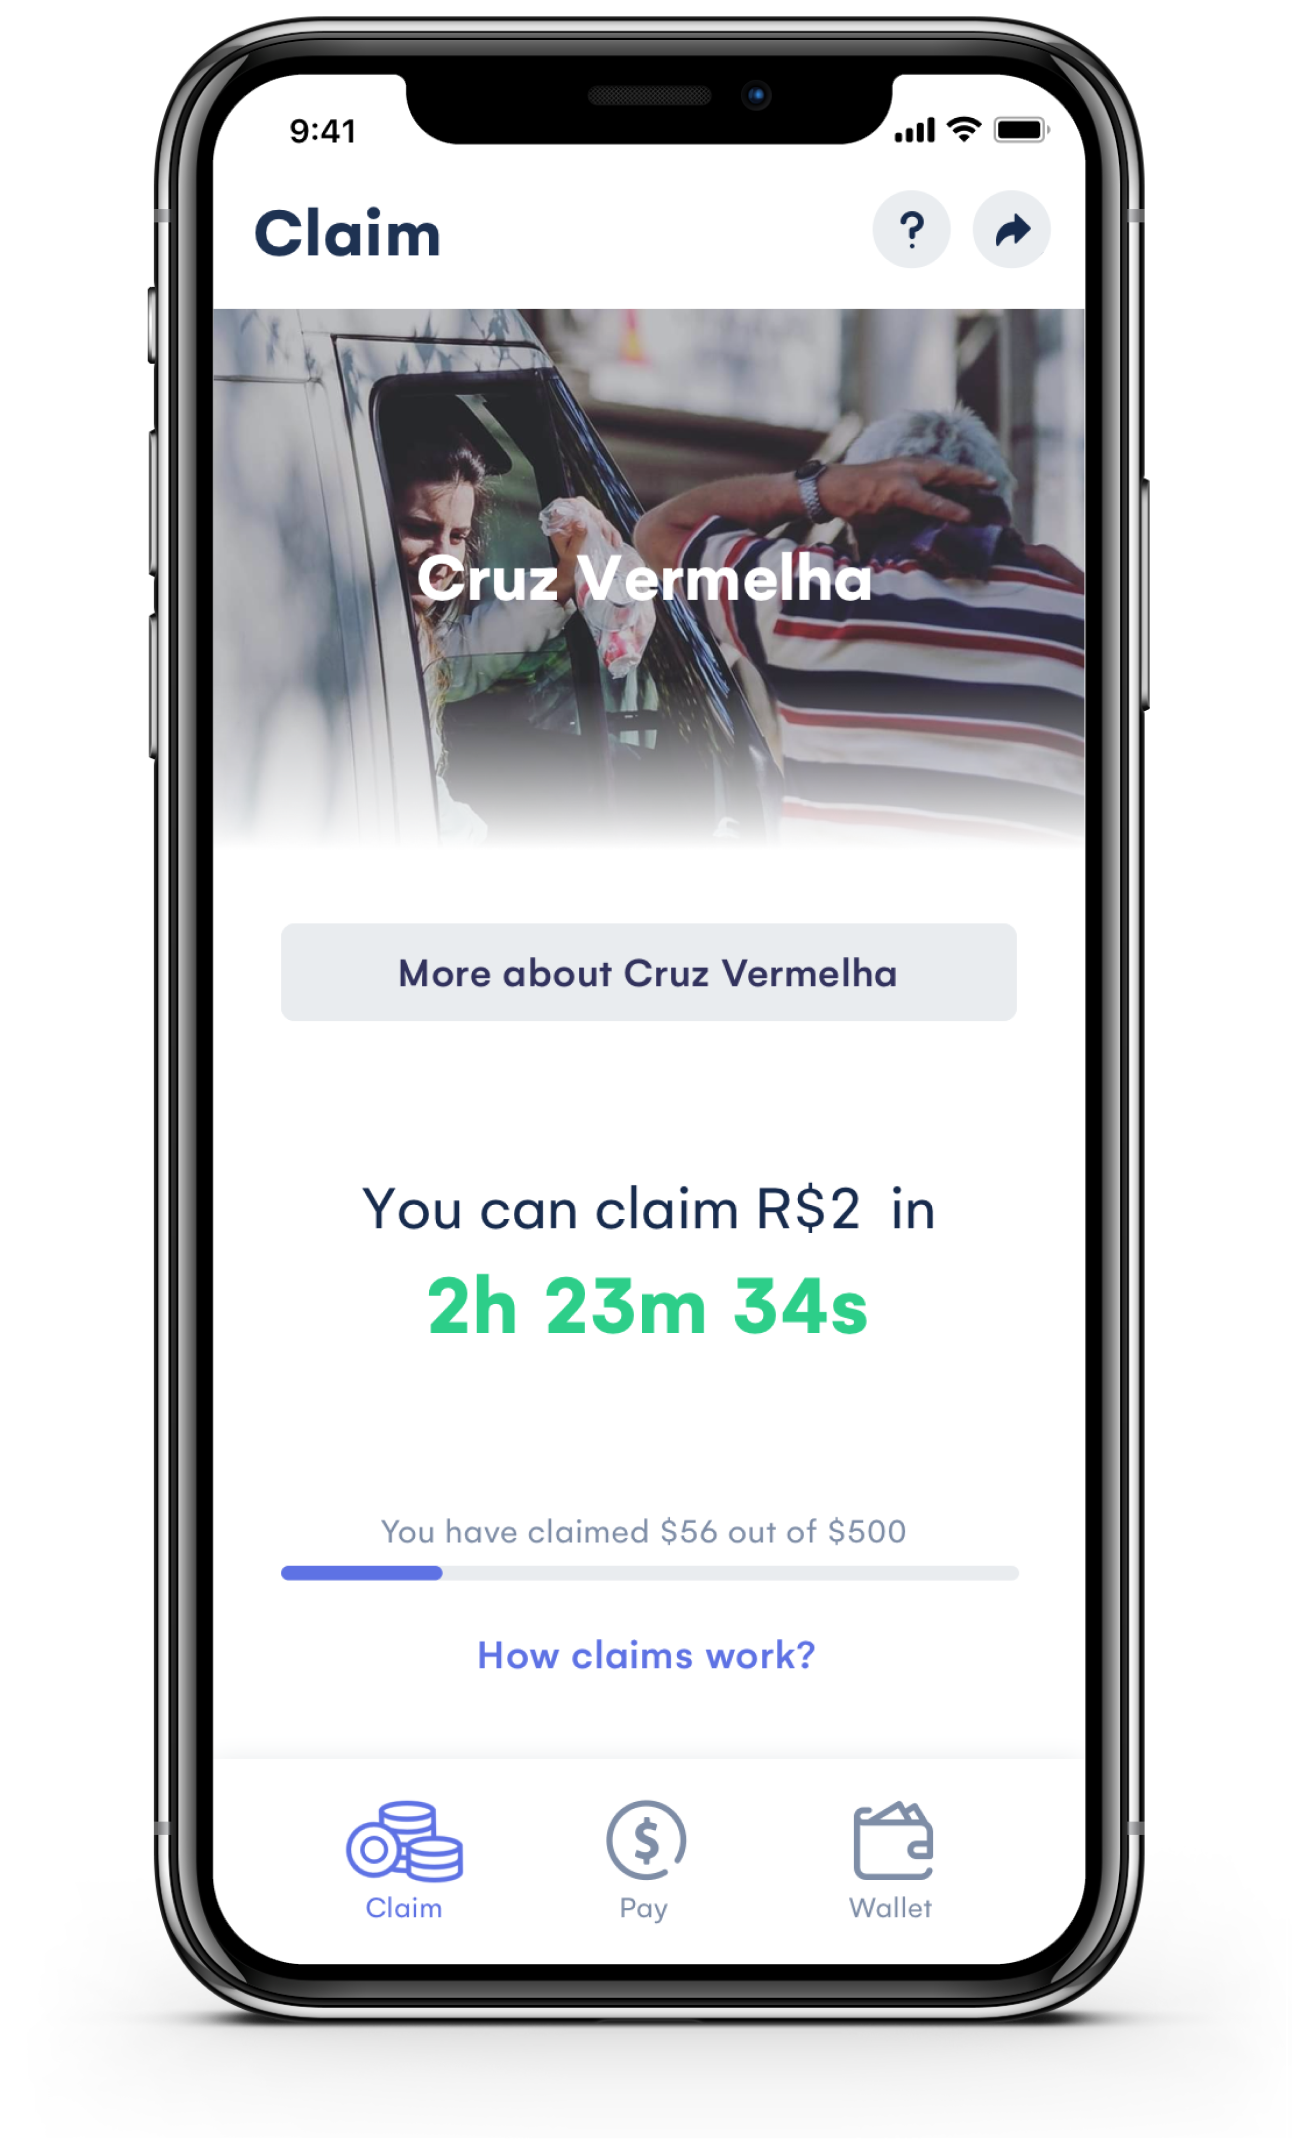 9:41
Claim
?
Cruz Vermelha
More about Cruz Vermelha
You can claim R$2 in
2h 23m 34s
You have claimed $56 out of $500
How claims work?
$
Claim Pay Wallet